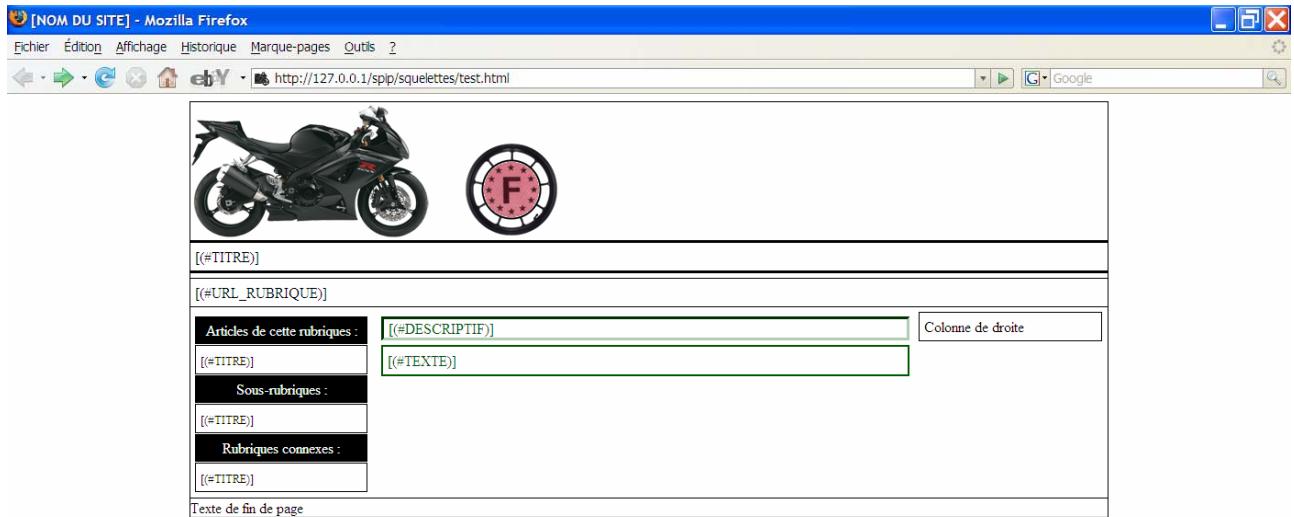 [NOM DU SITE] - Mozilla Firefox
Fichier Édition Affichage Historique Marque-pages Outils ?
ebY http://127.0.0.1/spip/squelettes/test.html G Google
R
F
[(#TITRE)]
[(#URL_RUBRIQUE)]
Articles de cette rubriques :
[(#DESCRIPTIF)]
Colonne de droite
[(#TITRE)]
[(#TEXTE)]
Sous-rubriques :
[(#TITRE)]
Rubriques connexes :
[(#TITRE)]
Texte de fin de page